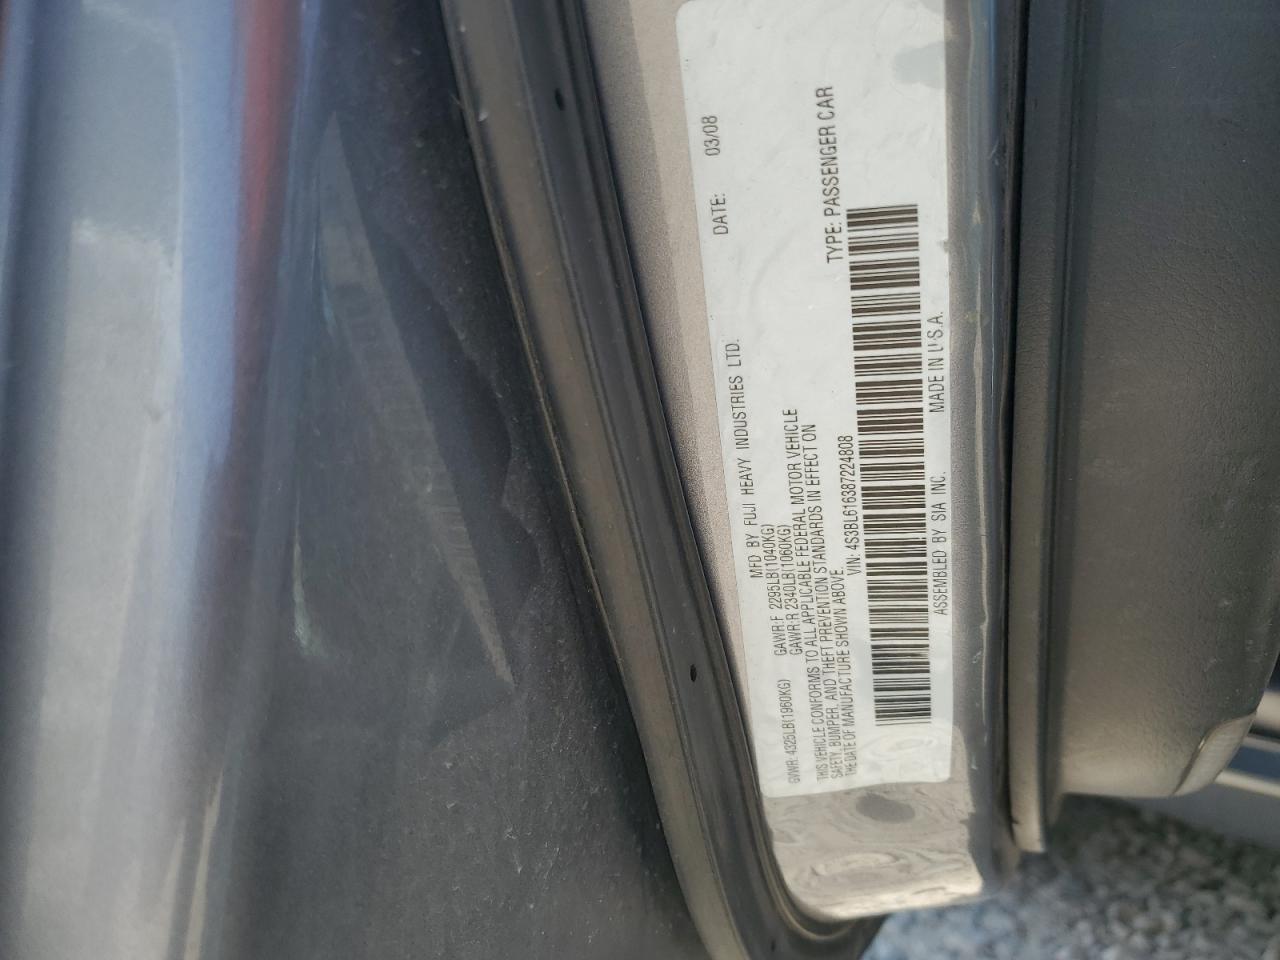 MFD BY FUJI HEAVY INDUSTRIES LTD. DATE: 03/08
GVWR: 4325LB(1960KG) GAWR:F 2295LB(1040KG)
GAWR:R 2340LB(1060KG)
THIS VEHICLE CONFORMS TO ALL APPLICABLE FEDERAL MOTOR VEHICLE
SAFETY, BUMPER, AND THEFT PREVENTION STANDARDS IN EFFECT ON
THE DATE OF MANUFACTURE SHOWN ABOVE.
VIN: 4S3BL616387224808 TYPE: PASSENGER CAR
ASSEMBLED BY SIA INC. MADE IN U.S.A.